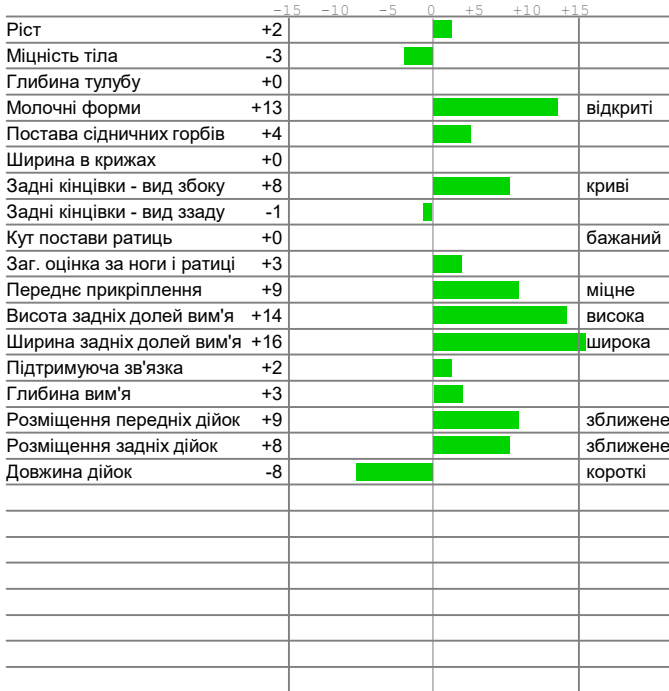 -15 -10 -5 0 +5 +10 +15
Ріст +2
Міцність тіла -3
Глибина тулубу +0
Молочні форми +13 відкриті
Постава сідничних горбів +4
Ширина в крижах +0
Задні кінцівки - вид збоку +8 криві
Задні кінцівки - вид ззаду -1
Кут постави ратиць +0 бажаний
Заг. оцінка за ноги і ратиці +3
Переднє прикріплення +9 міцне
Висота задніх долей вим'я +14 висока
Ширина задніх долей вим'я +16 широка
Підтримуюча зв'язка +2
Глибина вим'я +3
Розміщення передніх дійок +9 зближене
Розміщення задніх дійок +8 зближене
Довжина дійок -8 короткі